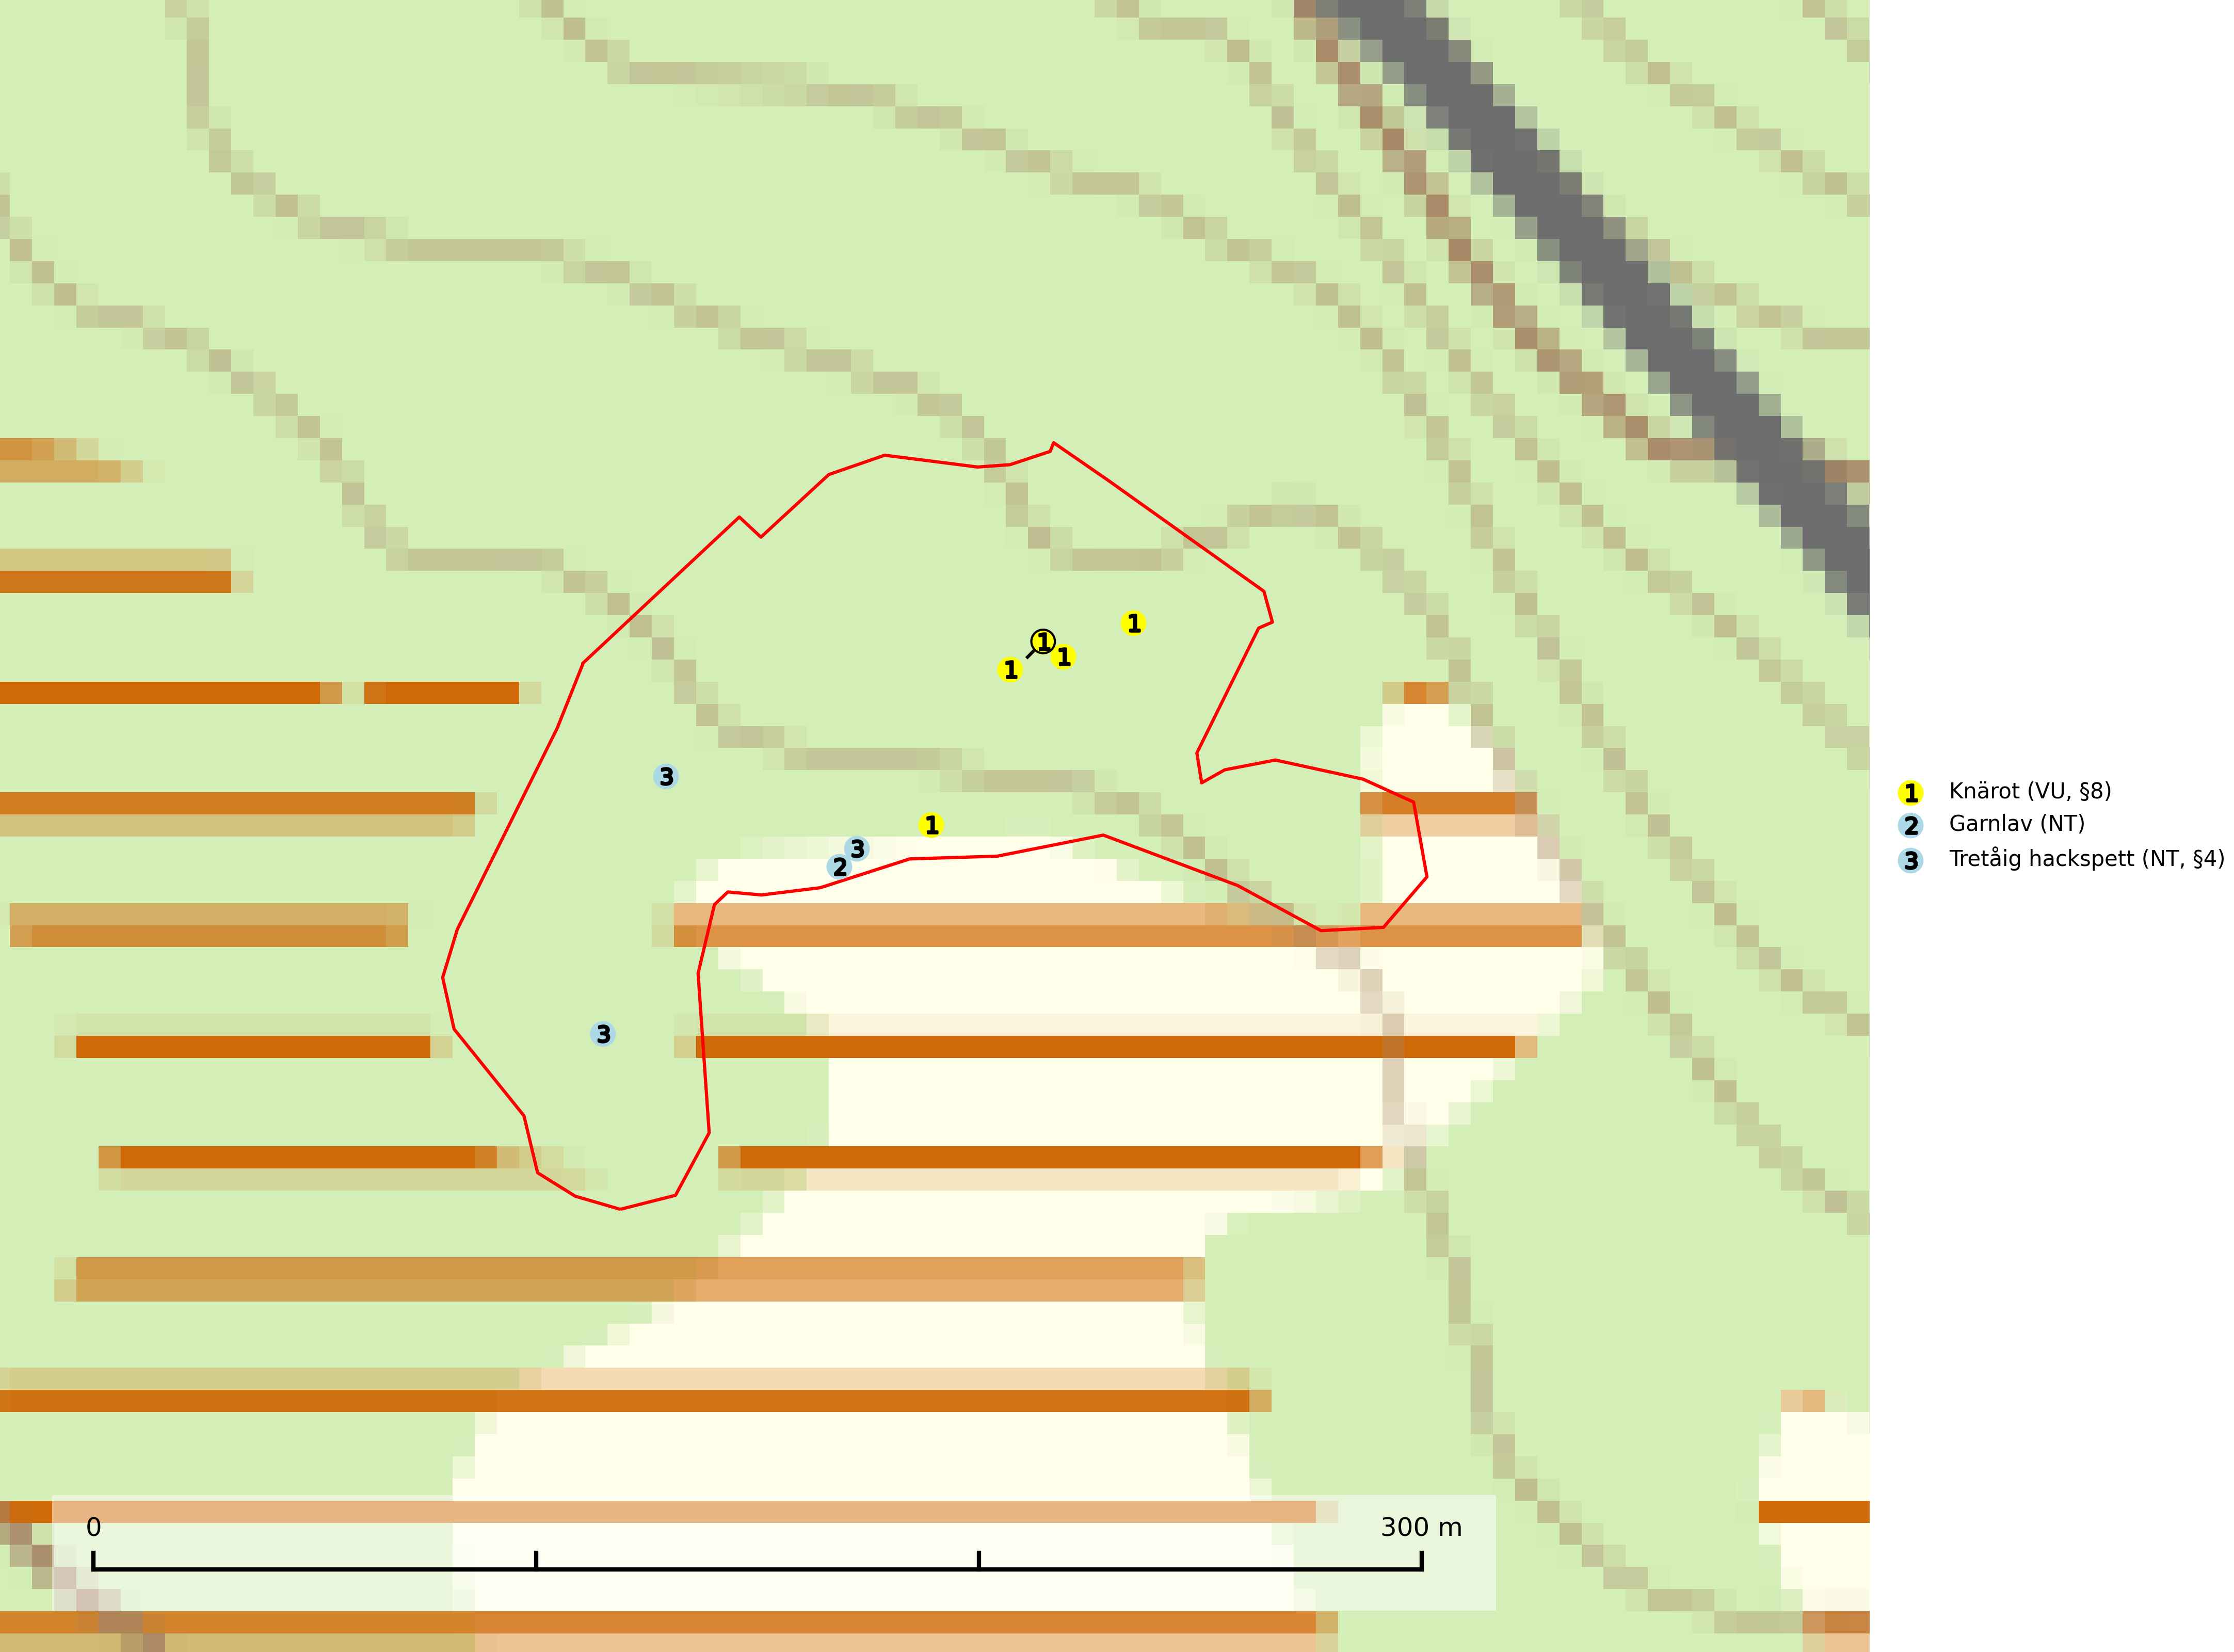 1
1
1
1
3
1
3
2
3
1 Knärot (VU, §8)
2 Garnlav (NT)
3 Tretåig hackspett (NT, §4)
0 300 m